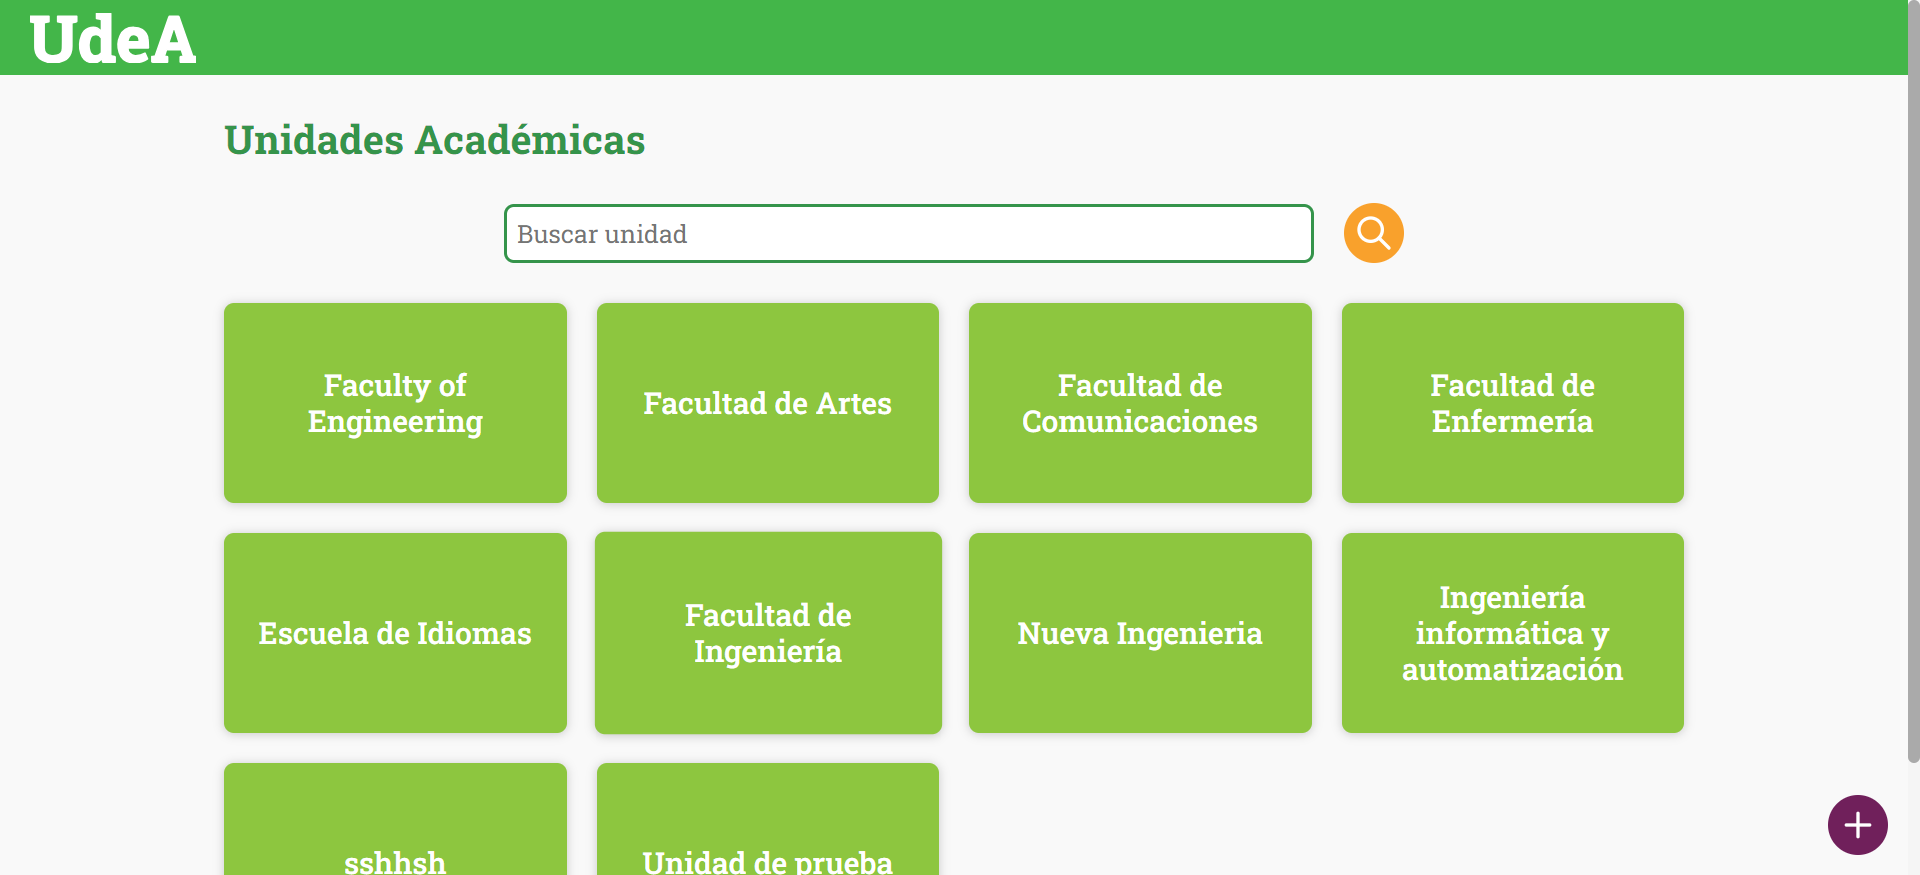 UdeA
Unidades Académicas
Buscar unidad
Faculty of
Engineering
Facultad de Artes
Facultad de
Comunicaciones
Facultad de
Enfermería
Escuela de Idiomas
Facultad de
Ingeniería
Nueva Ingenieria
Ingeniería
informática y
automatización
sshhsh
Unidad de prueba